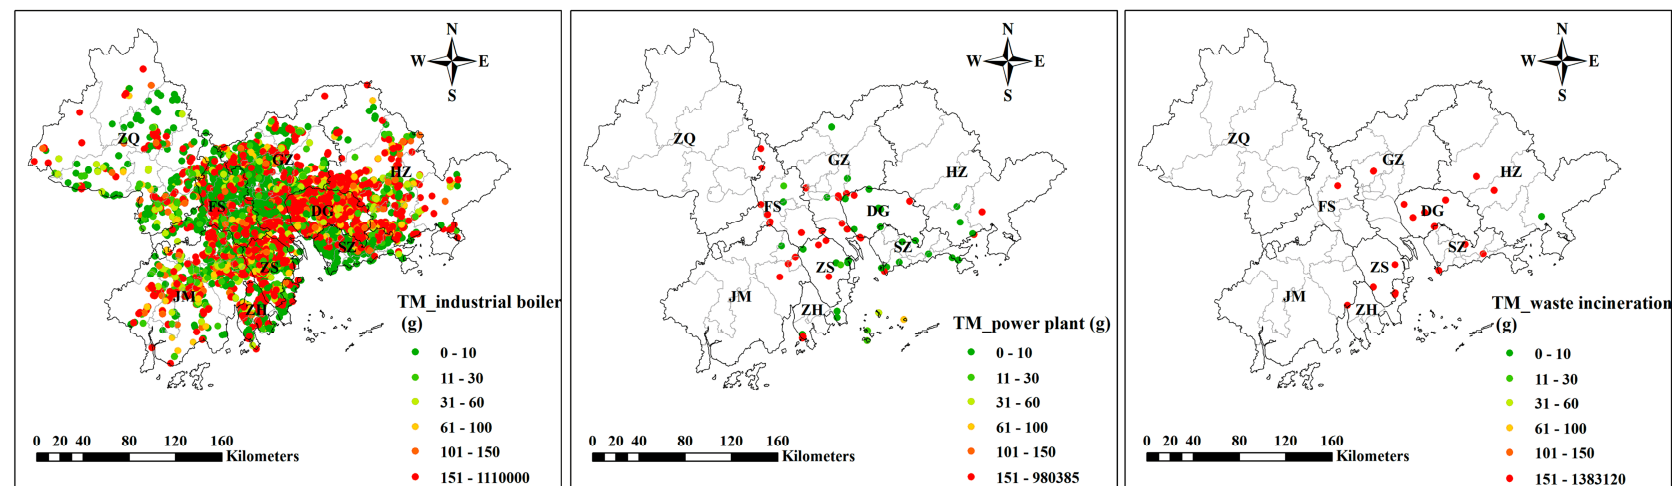 N
W E
S
ZQ
GZ
HZ
FS
DG
SZ
ZS
JM
ZH
TM_industrial boiler
(g)
0 - 10
11 - 30
31 - 60
61 - 100
101 - 150
151 - 1110000
0 20 40 80 120 160
Kilometers
N
W E
S
ZQ
GZ
HZ
FS
DG
SZ
ZS
JM
ZH
TM_power plant (g)
0 - 10
11 - 30
31 - 60
61 - 100
101 - 150
151 - 980385
0 20 40 80 120 160
Kilometers
N
W E
S
ZQ
GZ
HZ
FS
DG
SZ
ZS
JM
ZH
TM_waste incineration
(g)
0 - 10
11 - 30
31 - 60
61 - 100
101 - 150
151 - 1383120
0 20 40 80 120 160
Kilometers